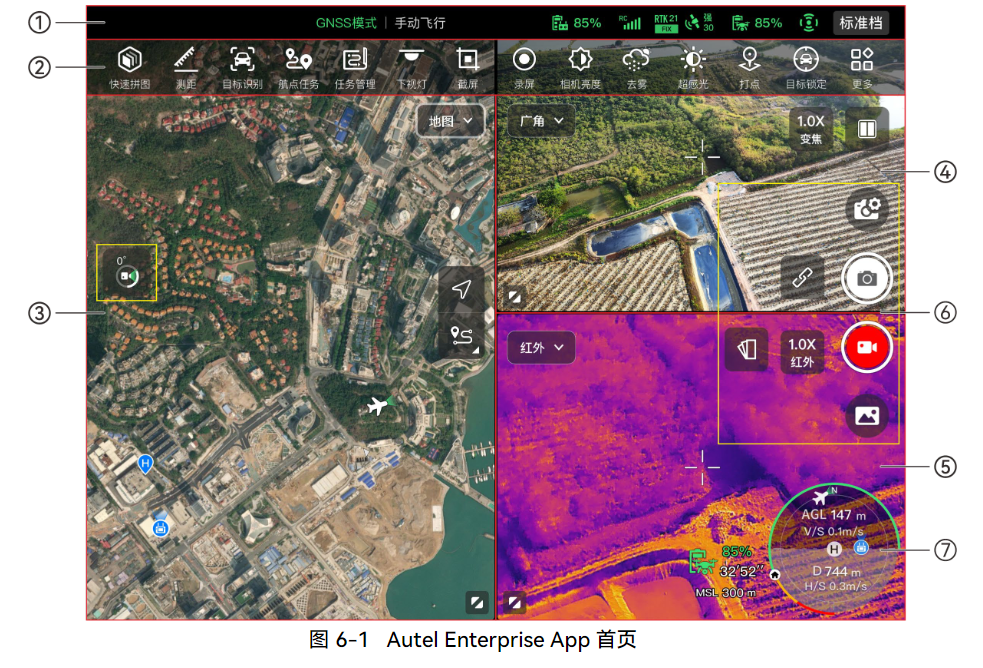 ① GNSS模式 | 手动飞行 85% RC RTK 21 FIX 强 30 85% 标准档
② 快速拼图 测距 目标识别 航点任务 任务管理 下视灯 截屏 录屏 相机亮度 去雾 超感光 打点 目标锁定 更多
地图 广角 1.0X
变焦
④
0°
③
⑥
红外 1.0X
红外
⑤
H
N
AGL 147 m
V/S 0.1m/s
H
⑦
85%
32'52''
D 744 m
MSL 300 m
H/S 0.3m/s
图 6-1 Autel Enterprise App 首页